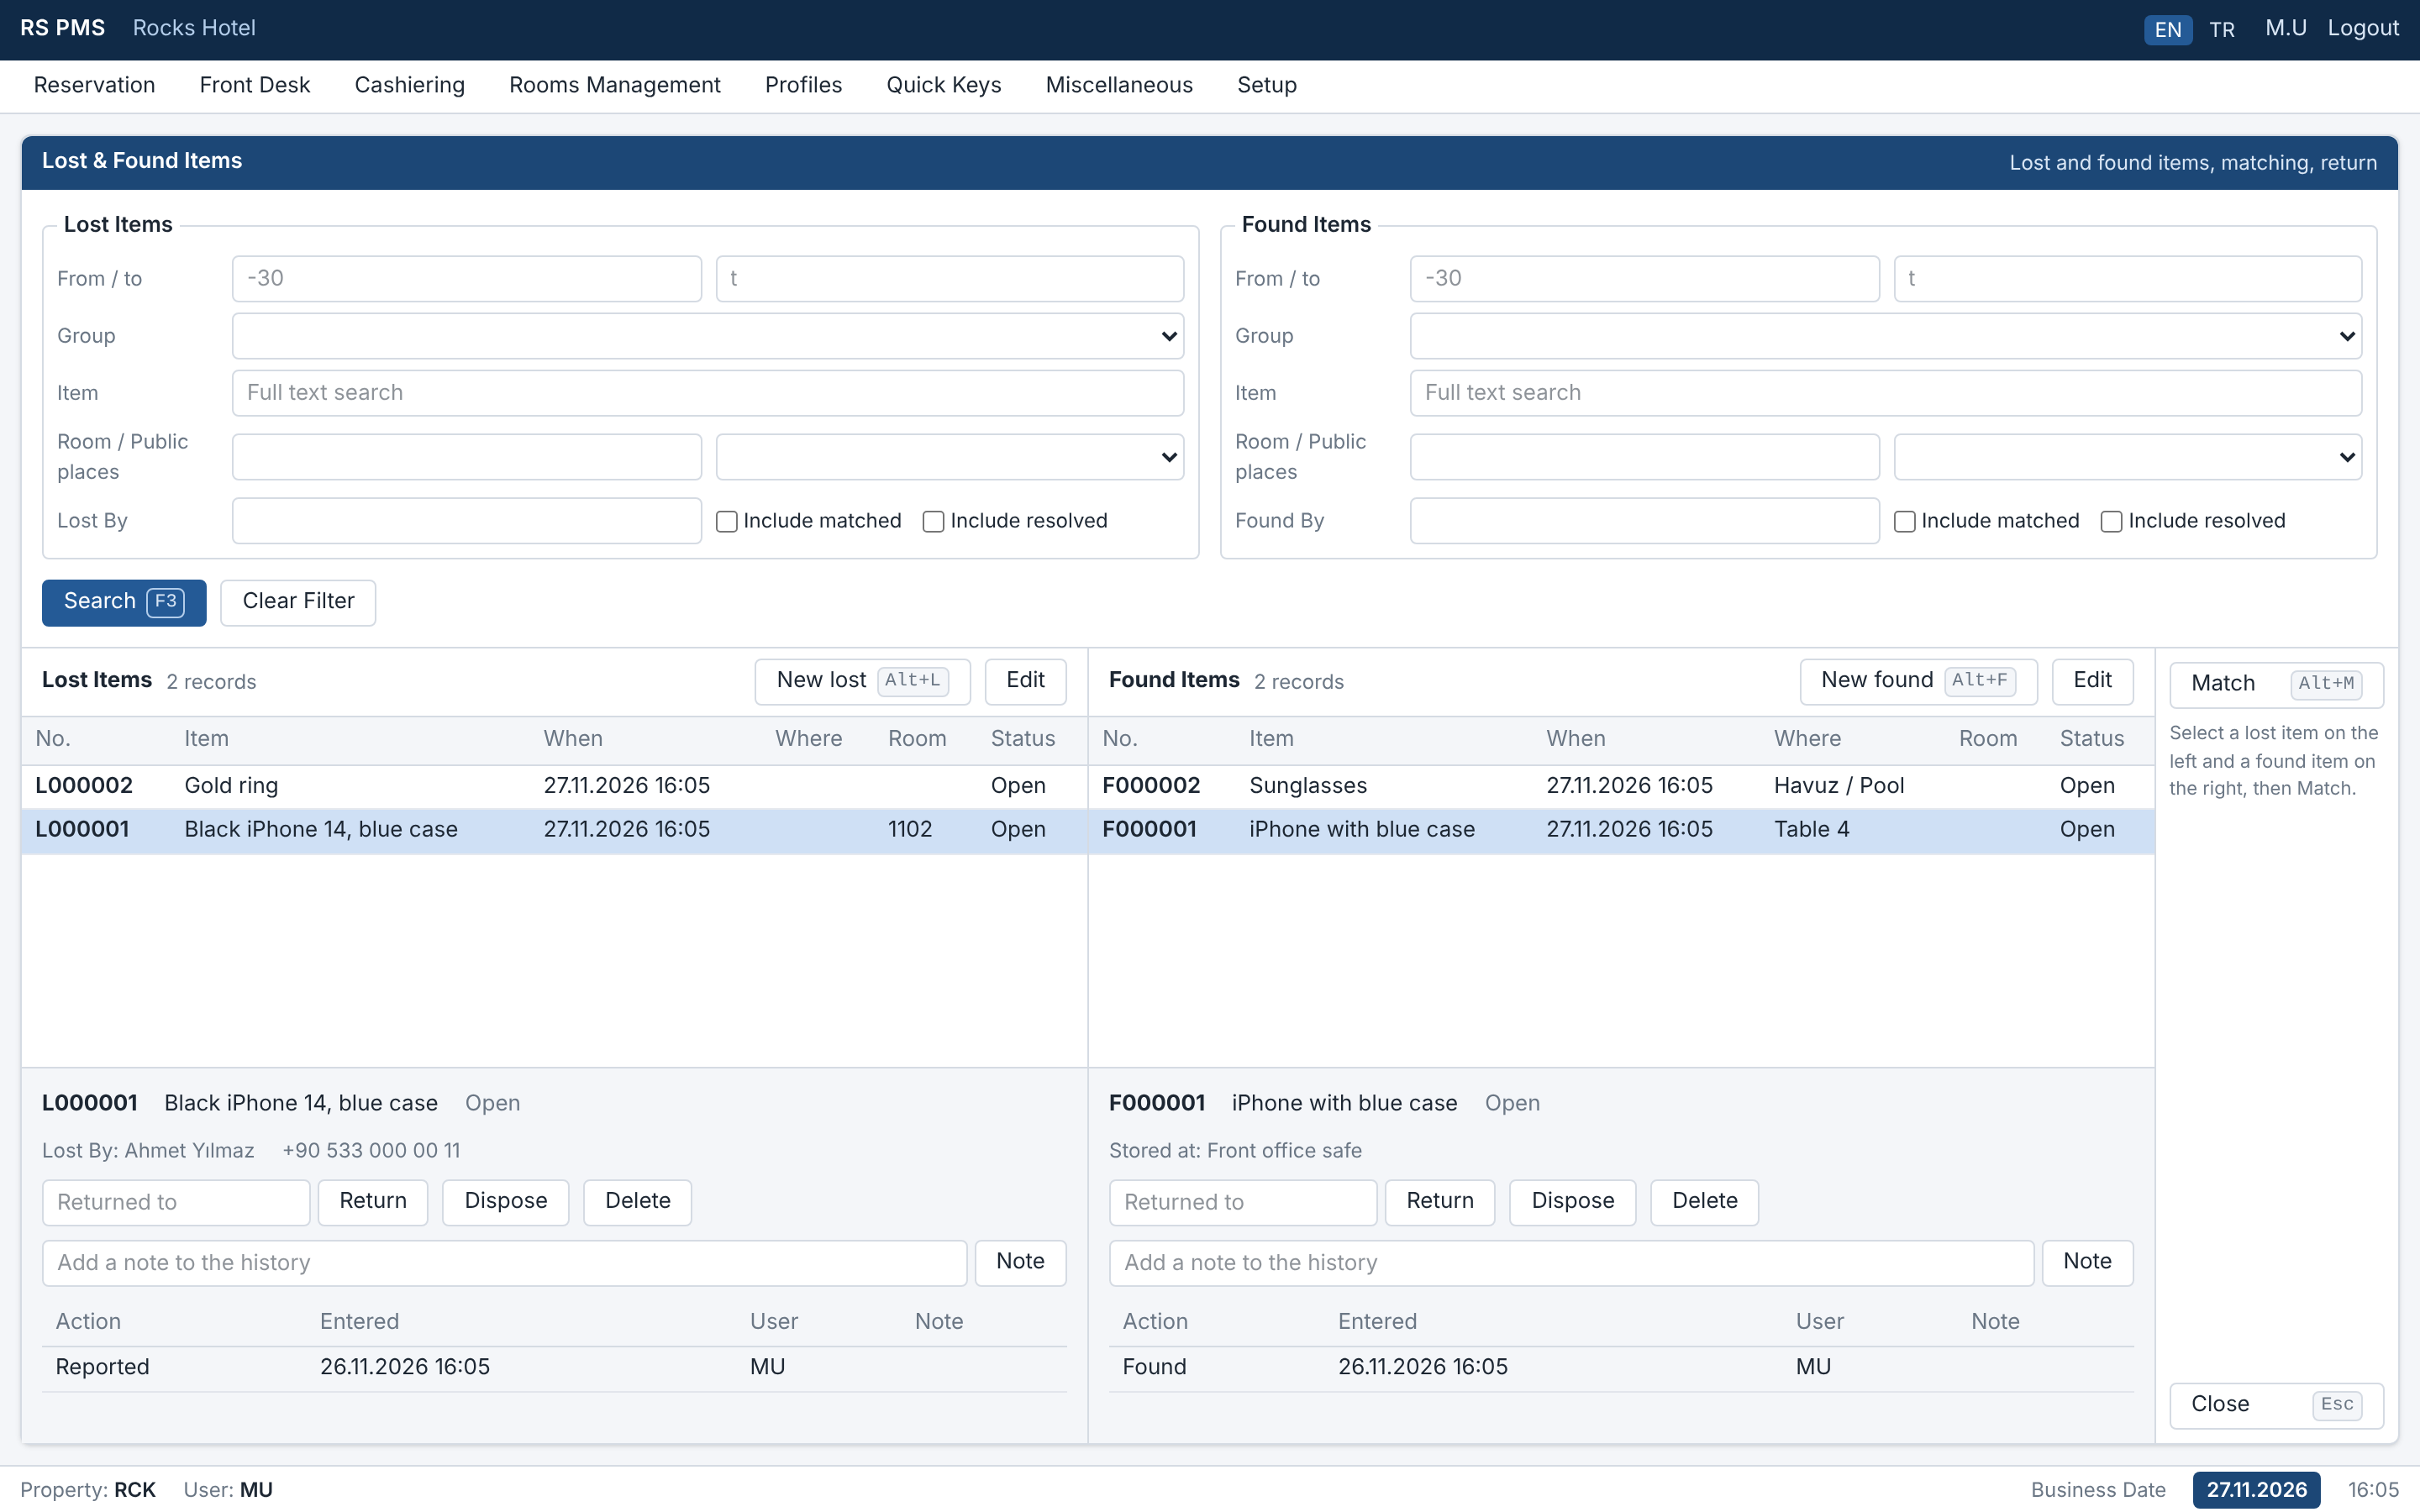 RS PMS Rocks Hotel EN TR M.U Logout
Reservation Front Desk Cashiering Rooms Management Profiles Quick Keys Miscellaneous Setup
Lost & Found Items Lost and found items, matching, return
Lost Items
From / to -30 t
Group
Item Full text search
Room / Public
places
Lost By Include matched Include resolved
Found Items
From / to -30 t
Group
Item Full text search
Room / Public
places
Found By Include matched Include resolved
Search F3 Clear Filter
Lost Items 2 records New lost Alt+L Edit
No. Item When Where Room Status
L000002 Gold ring 27.11.2026 16:05 Open
L000001 Black iPhone 14, blue case 27.11.2026 16:05 1102 Open
Found Items 2 records New found Alt+F Edit
No. Item When Where Room Status
F000002 Sunglasses 27.11.2026 16:05 Havuz / Pool Open
F000001 iPhone with blue case 27.11.2026 16:05 Table 4 Open
Match Alt+M
Select a lost item on the
left and a found item on
the right, then Match.
L000001 Black iPhone 14, blue case Open
Lost By: Ahmet Yılmaz +90 533 000 00 11
Returned to Return Dispose Delete
Add a note to the history Note
Action Entered User Note
Reported 26.11.2026 16:05 MU
F000001 iPhone with blue case Open
Stored at: Front office safe
Returned to Return Dispose Delete
Add a note to the history Note
Action Entered User Note
Found 26.11.2026 16:05 MU
Close Esc
Property: RCK User: MU Business Date 27.11.2026 16:05